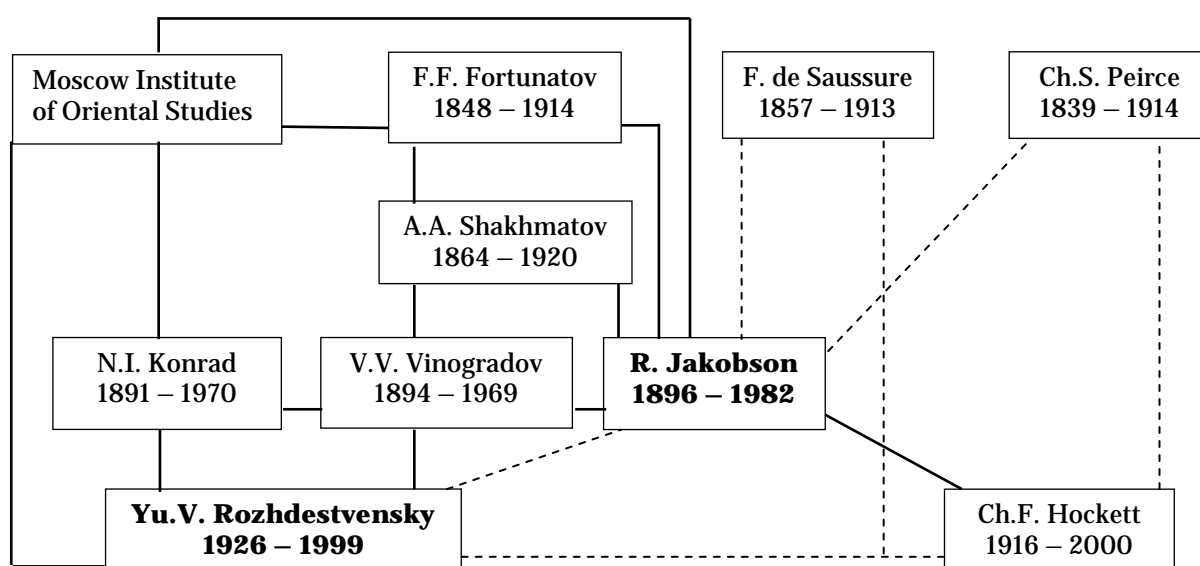 Moscow Institute
of Oriental Studies
F.F. Fortunatov
1848 – 1914
F. de Saussure
1857 – 1913
Ch.S. Peirce
1839 – 1914
A.A. Shakhmatov
1864 – 1920
N.I. Konrad
1891 – 1970
V.V. Vinogradov
1894 – 1969
R. Jakobson
1896 – 1982
Yu.V. Rozhdestvensky
1926 – 1999
Ch.F. Hockett
1916 – 2000